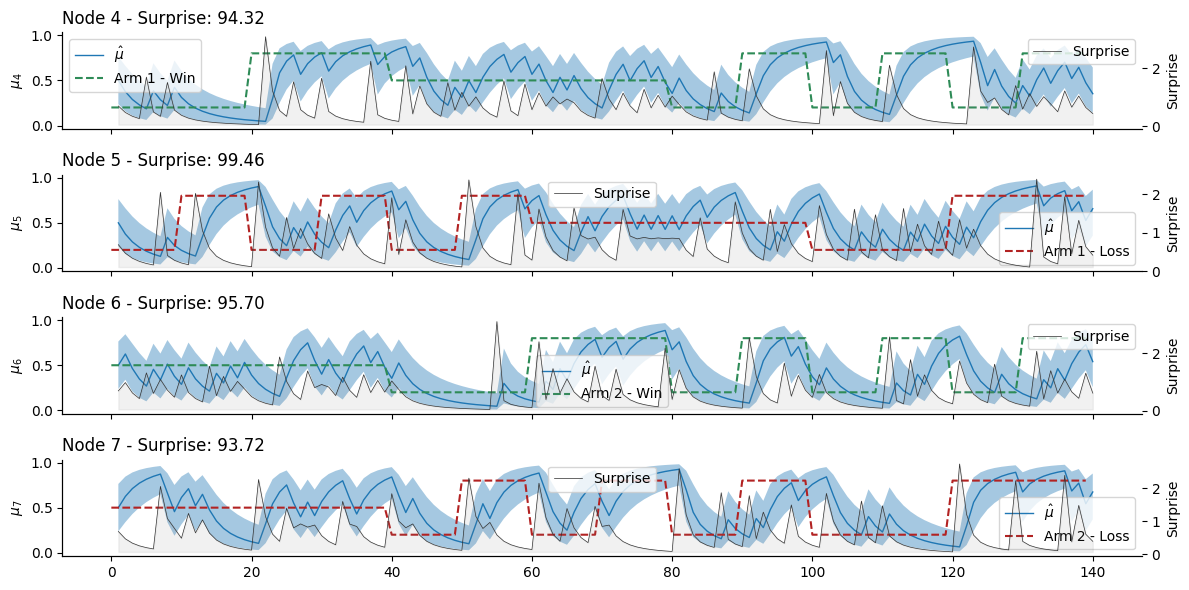 Node 4 - Surprise: 94.32
1.0
0.5
0.0
μ4
μ̂
Arm 1 - Win
Surprise
2
0
Surprise
Node 5 - Surprise: 99.46
1.0
0.5
0.0
μ5
Surprise
μ̂
Arm 1 - Loss
2
1
0
Surprise
Node 6 - Surprise: 95.70
1.0
0.5
0.0
μ6
μ̂
Arm 2 - Win
Surprise
2
0
Surprise
Node 7 - Surprise: 93.72
1.0
0.5
0.0
μ7
Surprise
μ̂
Arm 2 - Loss
2
1
0
Surprise
0 20 40 60 80 100 120 140